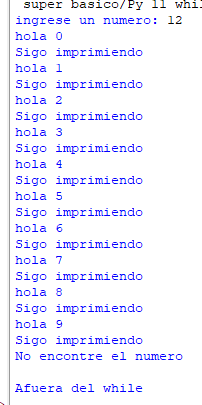 super basico/Py 11 whil
ingrese un numero: 12
hola 0
Sigo imprimiendo
hola 1
Sigo imprimiendo
hola 2
Sigo imprimiendo
hola 3
Sigo imprimiendo
hola 4
Sigo imprimiendo
hola 5
Sigo imprimiendo
hola 6
Sigo imprimiendo
hola 7
Sigo imprimiendo
hola 8
Sigo imprimiendo
hola 9
Sigo imprimiendo
No encontre el numero
Afuera del while